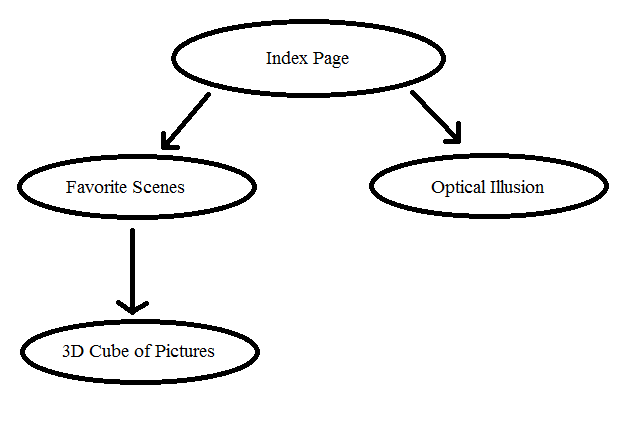 Index Page
Favorite Scenes
Optical Illusion
3D Cube of Pictures